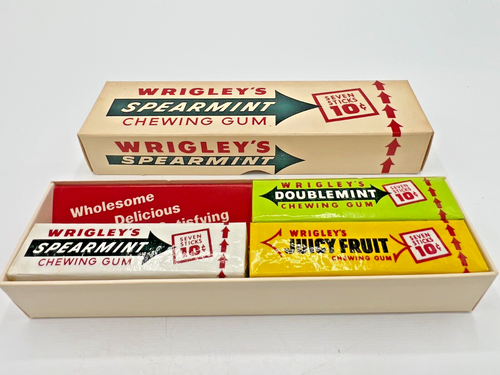 WRIGLEY'S
SPEARMINT
CHEWING GUM
SEVEN
STICKS
10¢
WRIGLEY'S
SPEARMINT
Wholesome
Delicious
Satisfying
WRIGLEY'S
DOUBLEMINT
CHEWING GUM
SEVEN
STICKS
10¢
WRIGLEY'S
SPEARMINT
CHEWING GUM
SEVEN
STICKS
10¢
WRIGLEY'S
JUICY FRUIT
CHEWING GUM
SEVEN
STICKS
10¢